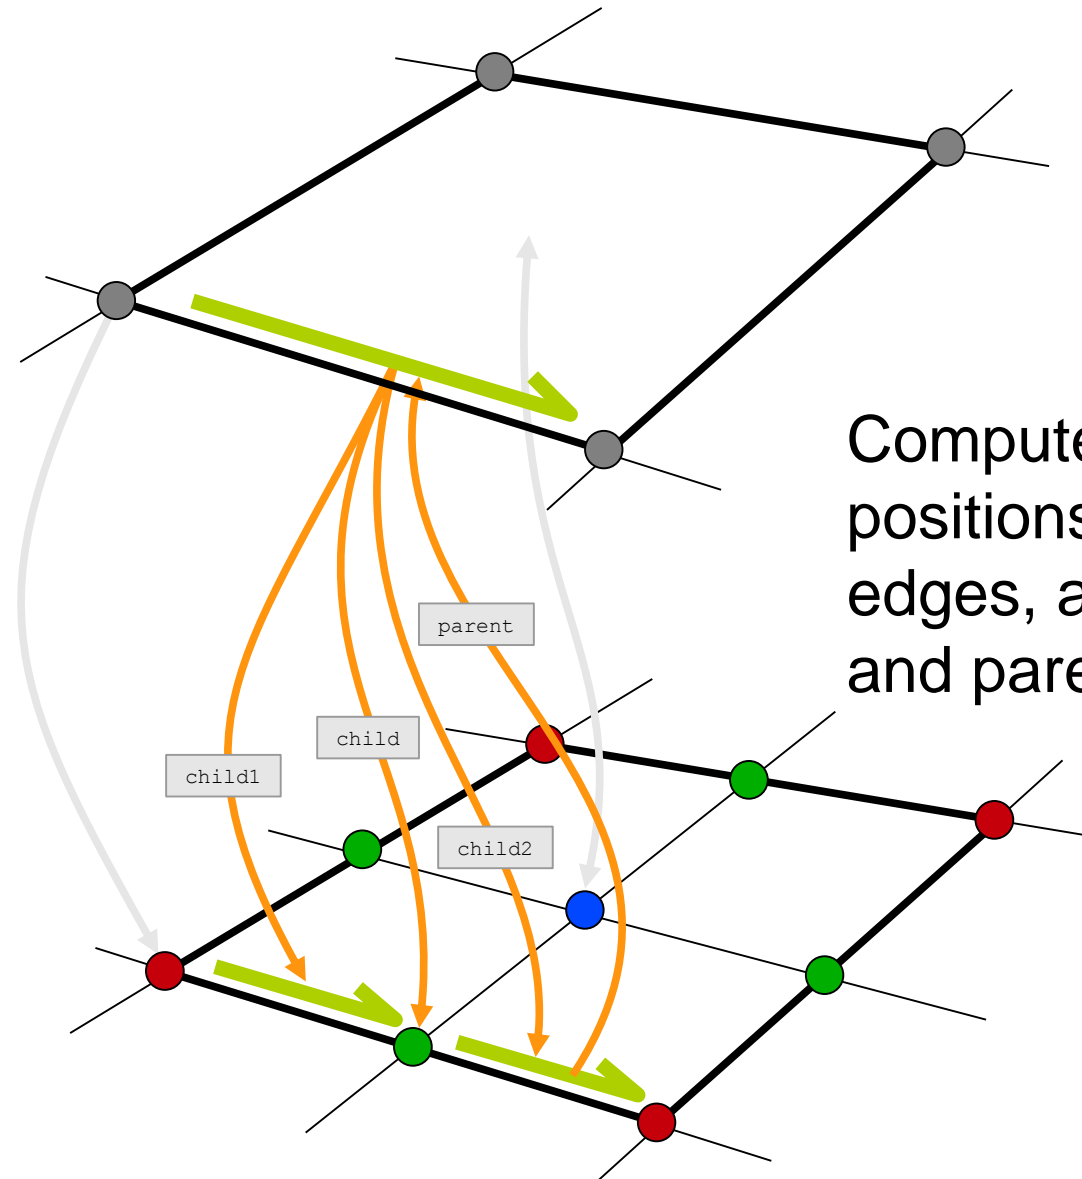 Compute
positions
edges, a
and pare
parent
child
child1
child2